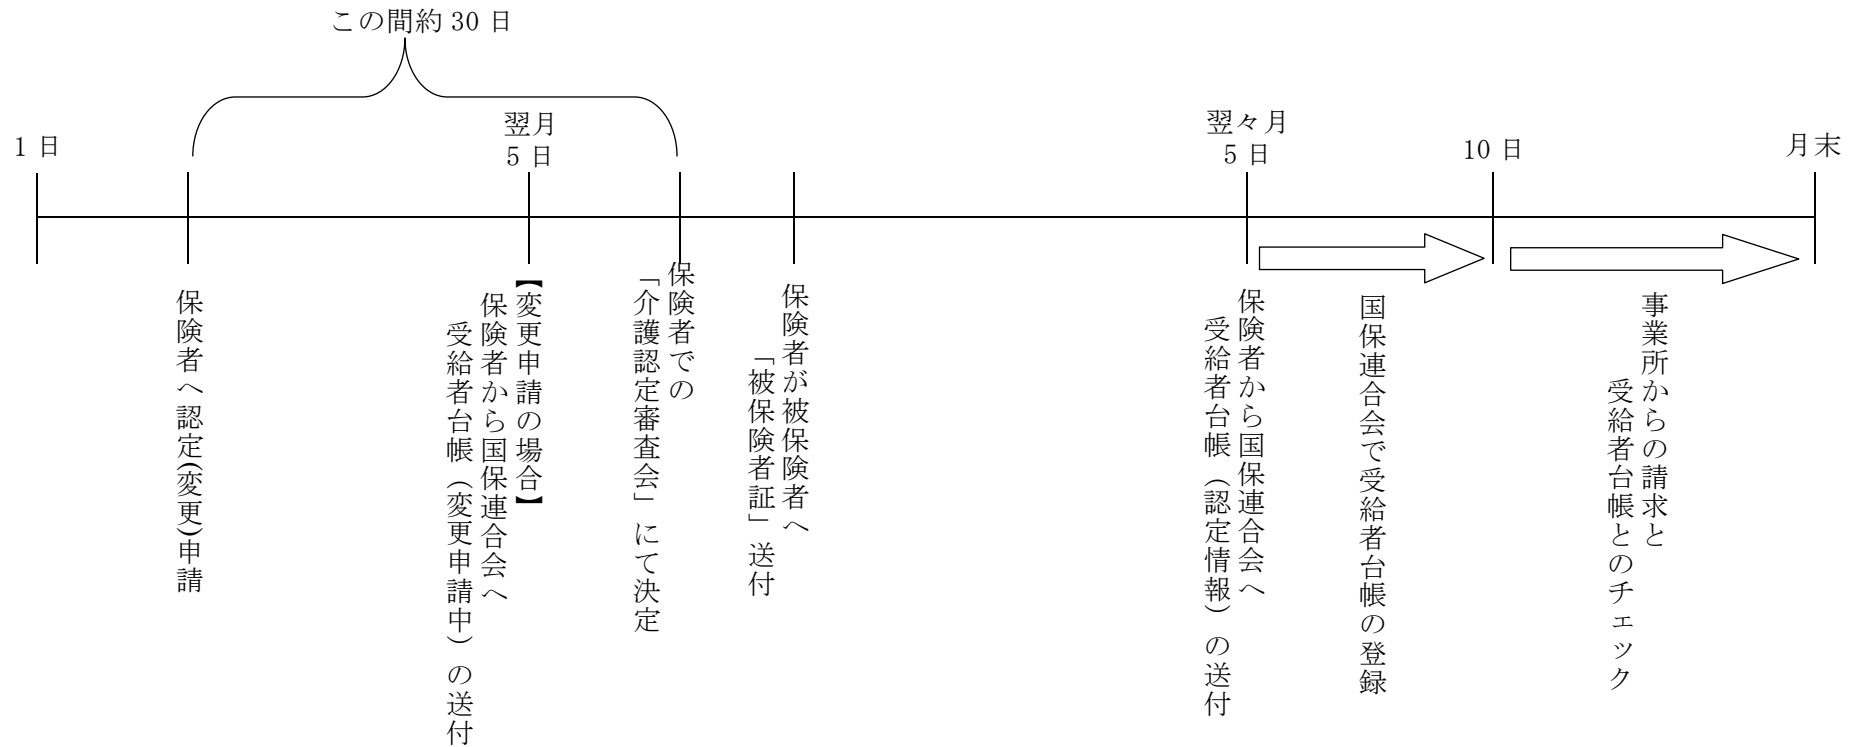 この間約 30 日
1 日
翌月
5 日
翌々月
5 日
10 日
月末
保険者へ認定(変更)申請
【変更申請の場合】
保険者から国保連合会へ
受給者台帳（変更申請中）の送付
保険者での
「介護認定審査会」にて決定
保険者が被保険者へ
「被保険者証」送付
保険者から国保連合会へ
受給者台帳（認定情報）の送付
国保連合会で受給者台帳の登録
事業所からの請求と
受給者台帳とのチェック